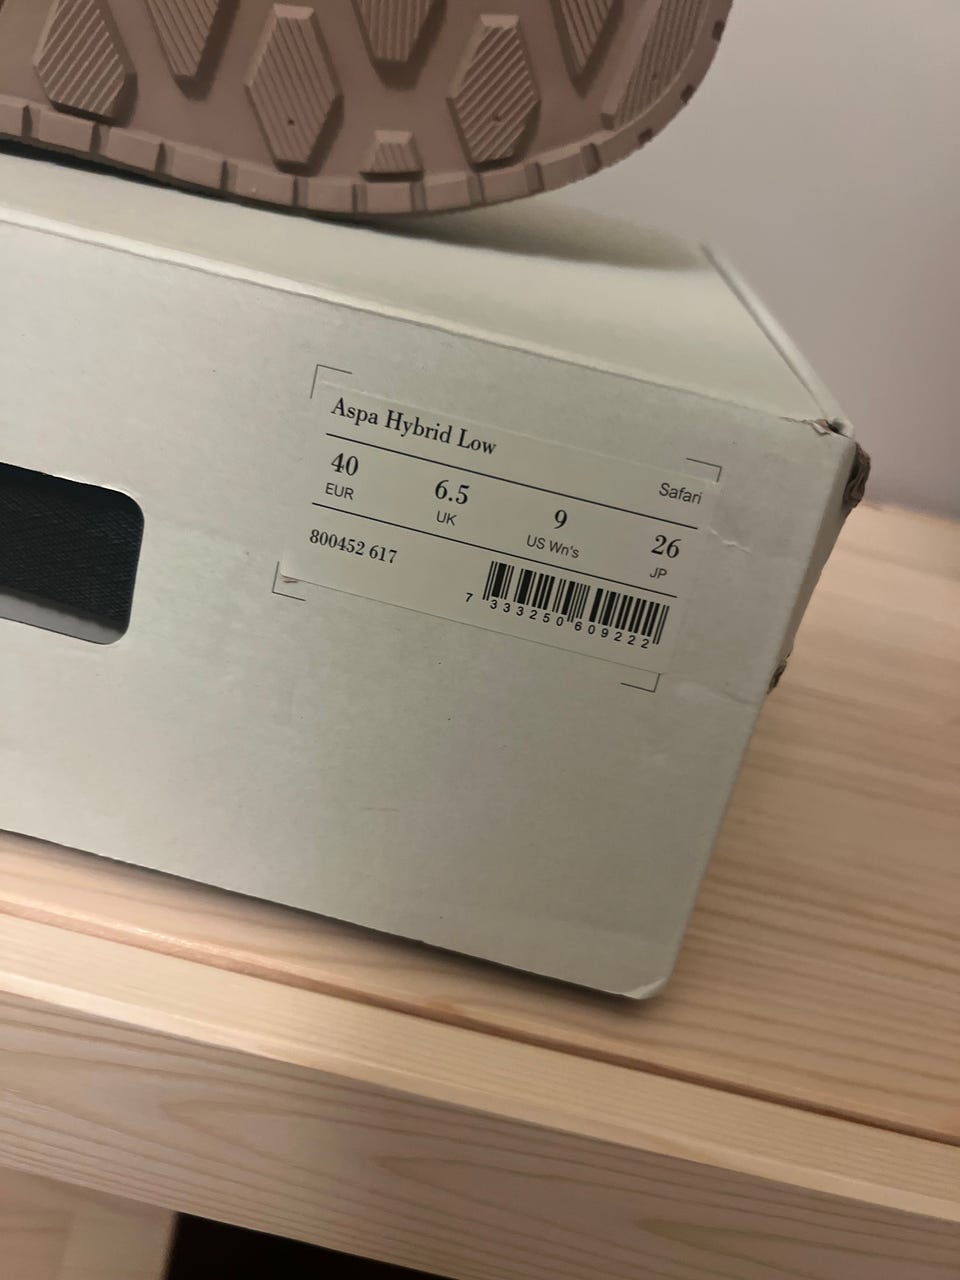 Aspa Hybrid Low
Safari
40 6.5 9 26
EUR UK US Wn's JP
800452 617
7 333250 609222